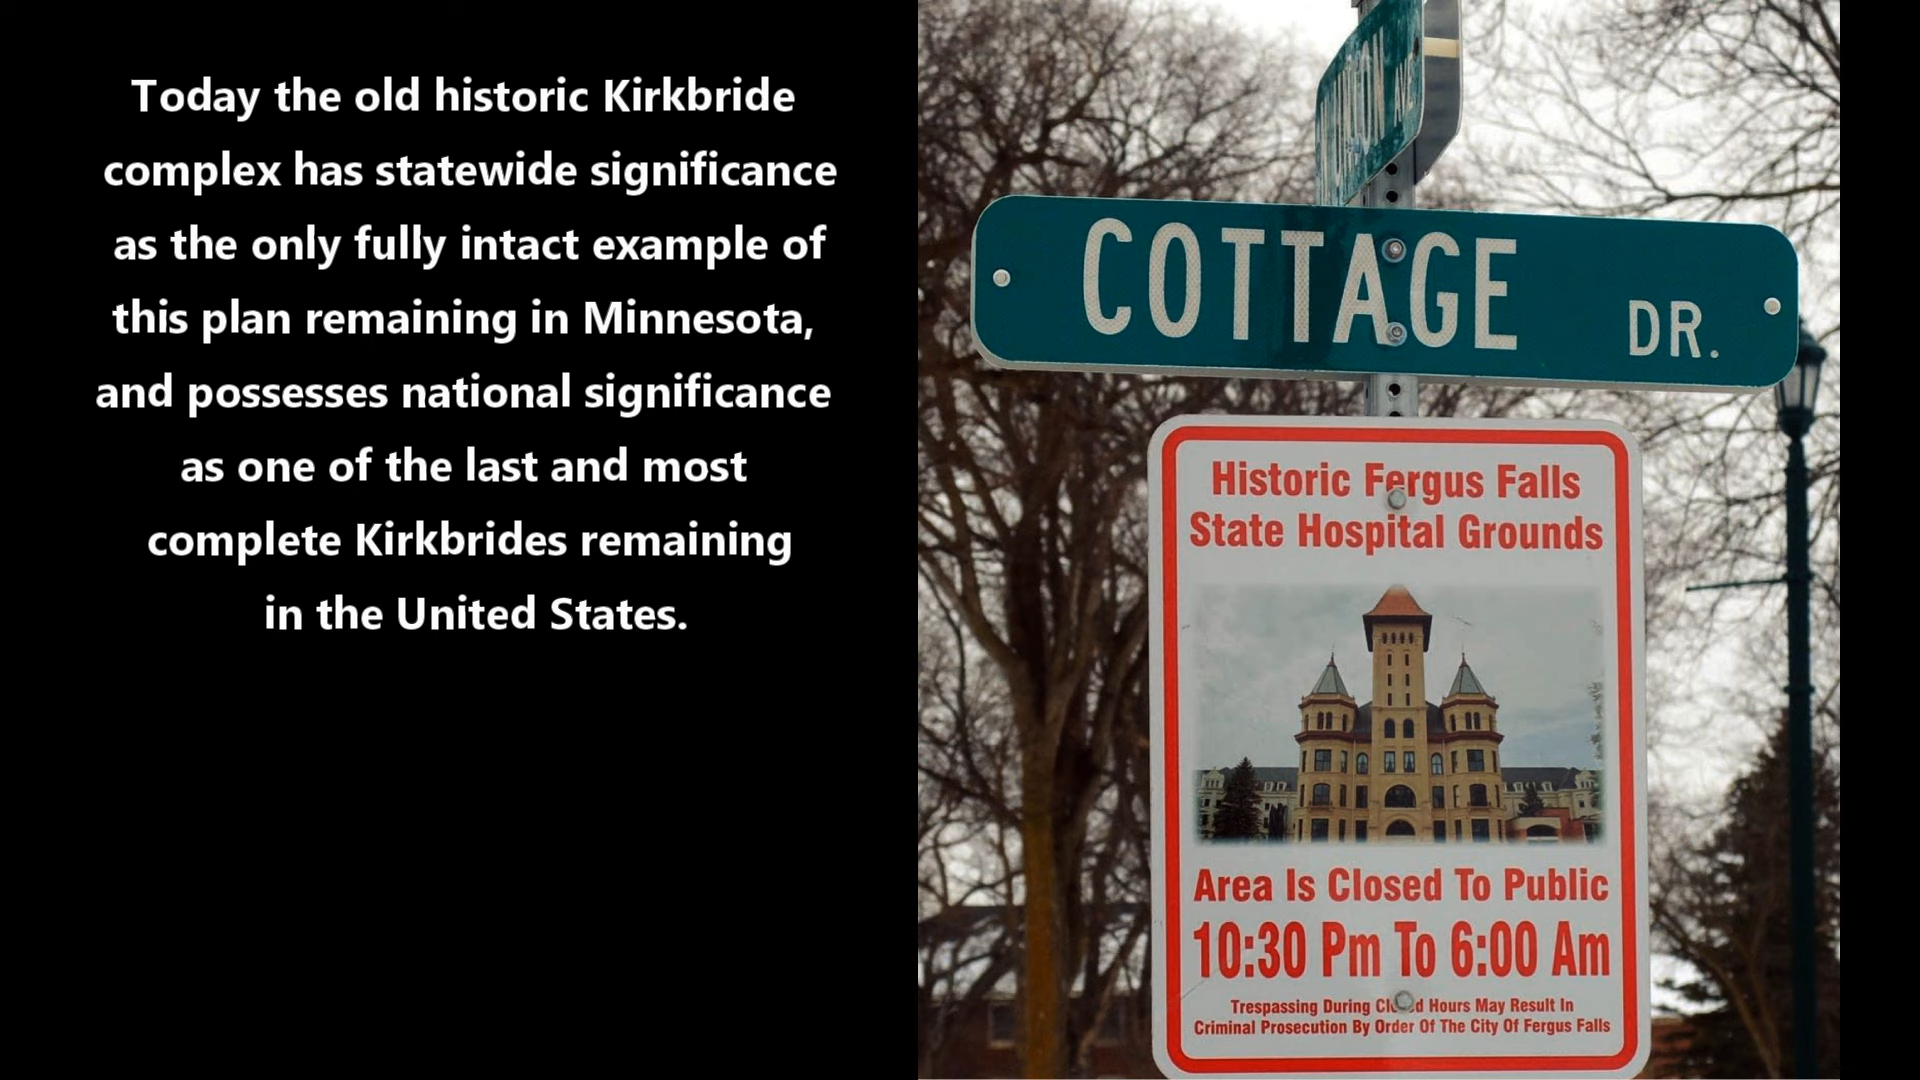 Today the old historic Kirkbride
complex has statewide significance
as the only fully intact example of
this plan remaining in Minnesota,
and possesses national significance
as one of the last and most
complete Kirkbrides remaining
in the United States.
COTTAGE DR.
Historic Fergus Falls
State Hospital Grounds
Area Is Closed To Public
10:30 Pm To 6:00 Am
Trespassing During Closed Hours May Result In
Criminal Prosecution By Order Of The City Of Fergus Falls